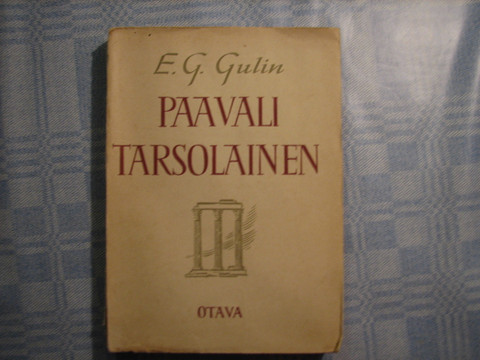 E. G. Gulin
PAAVALI
TARSOLAINEN
OTAVA